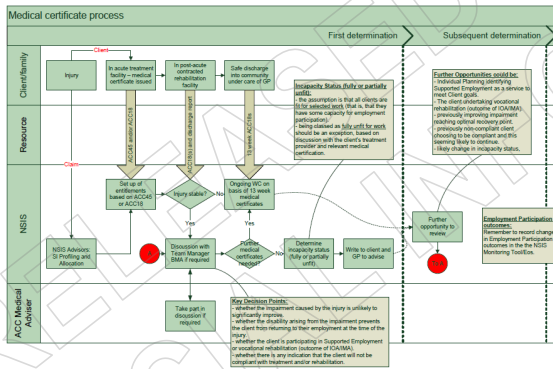 Medical certificate process
First determination
Subsequent determination
Client/family
Resource
NSIS
ACC Medical
Adviser
Client
Claim
Injury
In acute treatment
facility – medical
certificate issued
In post-acute
contracted
rehabilitation
facility
Safe discharge
into community
under care of GP
ACC45 and/or ACC18
ACC18(s) and discharge report
13 week ACC18s
Incapacity Status (fully or partially
unfit):
- the assumption is that all clients are
fit for selected work (that is, that they
have some capacity for employment
participation)
- being classed as fully unfit for work
should be an exception, based on
discussion with the client's treatment
provider and relevant medical
certification.
Further Opportunities could be:
- Individual Planning identifying
Supported Employment as a service to
meet Client goals.
- The client undertaking vocational
rehabilitation (outcome of IOA/IMA).
- previously improving impairment
reaching optimal recovery point.
- previously non-compliant client
choosing to be compliant and this
seeming likely to continue.
- likely change in incapacity status.
Set up of
entitlements
based on ACC45
or ACC18
Injury stable?
No
Ongoing WC on
basis of 13 week
medical
certificates
Yes
Yes
No
NSIS Advisors:
SI Profiling and
Allocation
Discussion with
Team Manager
BMA if required
Further
medical
certificates
needed?
Determine
incapacity status
(fully or partially
unfit)
Write to client and
GP to advise
Further
opportunity to
review
Employment Participation
outcomes:
Remember to record change
in Employment Participation
outcomes in the the NSIS
Monitoring Tool/Eos.
Take part in
discussion if
required
Key Decision Points:
- whether the impairment caused by the injury is unlikely to
significantly improve.
- whether the disability arising from the impairment prevents
the client from returning to their employment at the time of the
injury.
- whether the client is participating in Supported Employment
or vocational rehabilitation (outcome of IOA/IMA).
- whether there is any indication that the client will not be
compliant with treatment and/or rehabilitation.